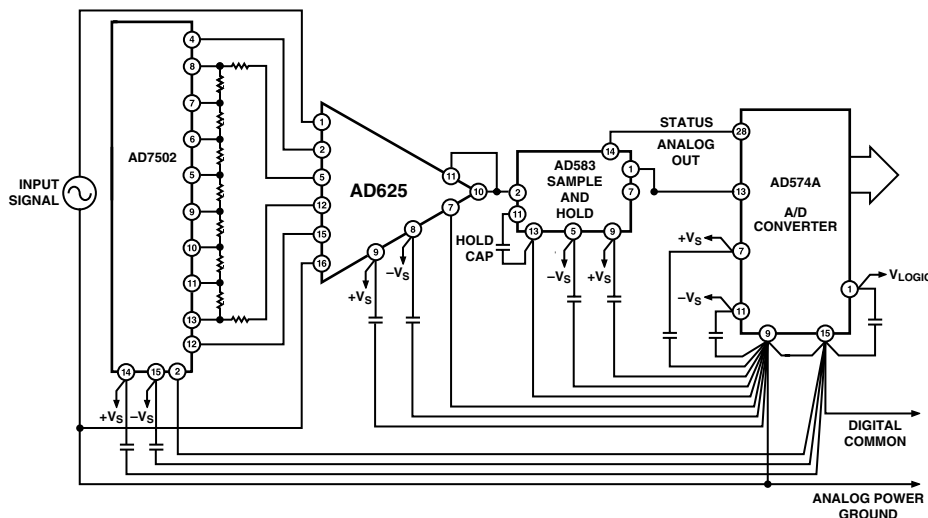 INPUT
SIGNAL
AD7502
4
8
7
6
5
9
10
11
13
12
14
15
2
+VS
–VS
AD625
1
2
5
12
15
16
11
10
7
8
9
+VS
–VS
HOLD
CAP
AD583
SAMPLE
AND
HOLD
2
11
14
1
7
13
5
9
–VS
+VS
STATUS
ANALOG
OUT
AD574A
A/D
CONVERTER
28
13
7
11
9
15
1
+VS
–VS
VLOGIC
DIGITAL
COMMON
ANALOG POWER
GROUND